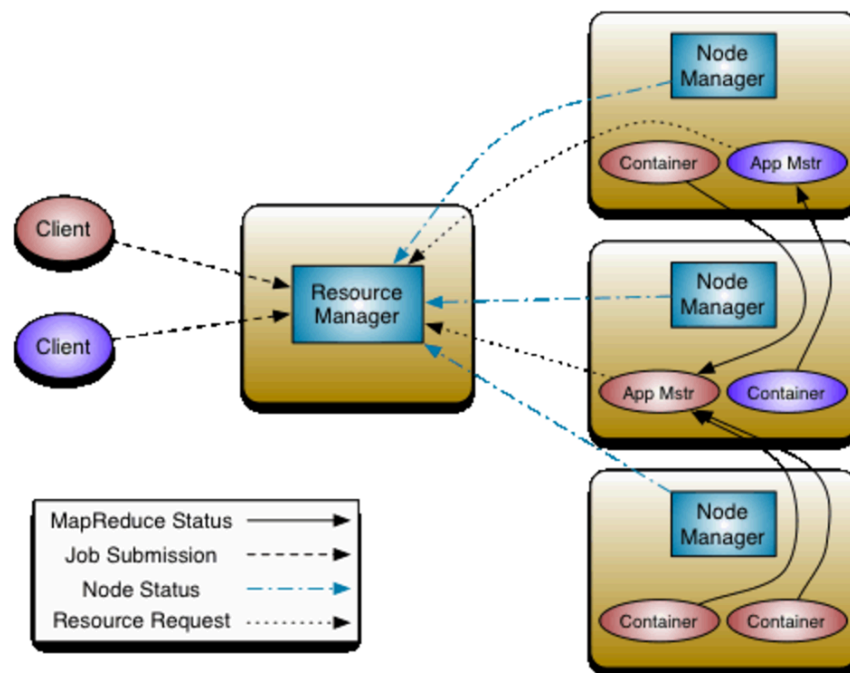 Node
Manager
Container
App Mstr
Client
Resource
Manager
Client
Node
Manager
App Mstr
Container
Node
Manager
Container
Container
MapReduce Status
Job Submission
Node Status
Resource Request